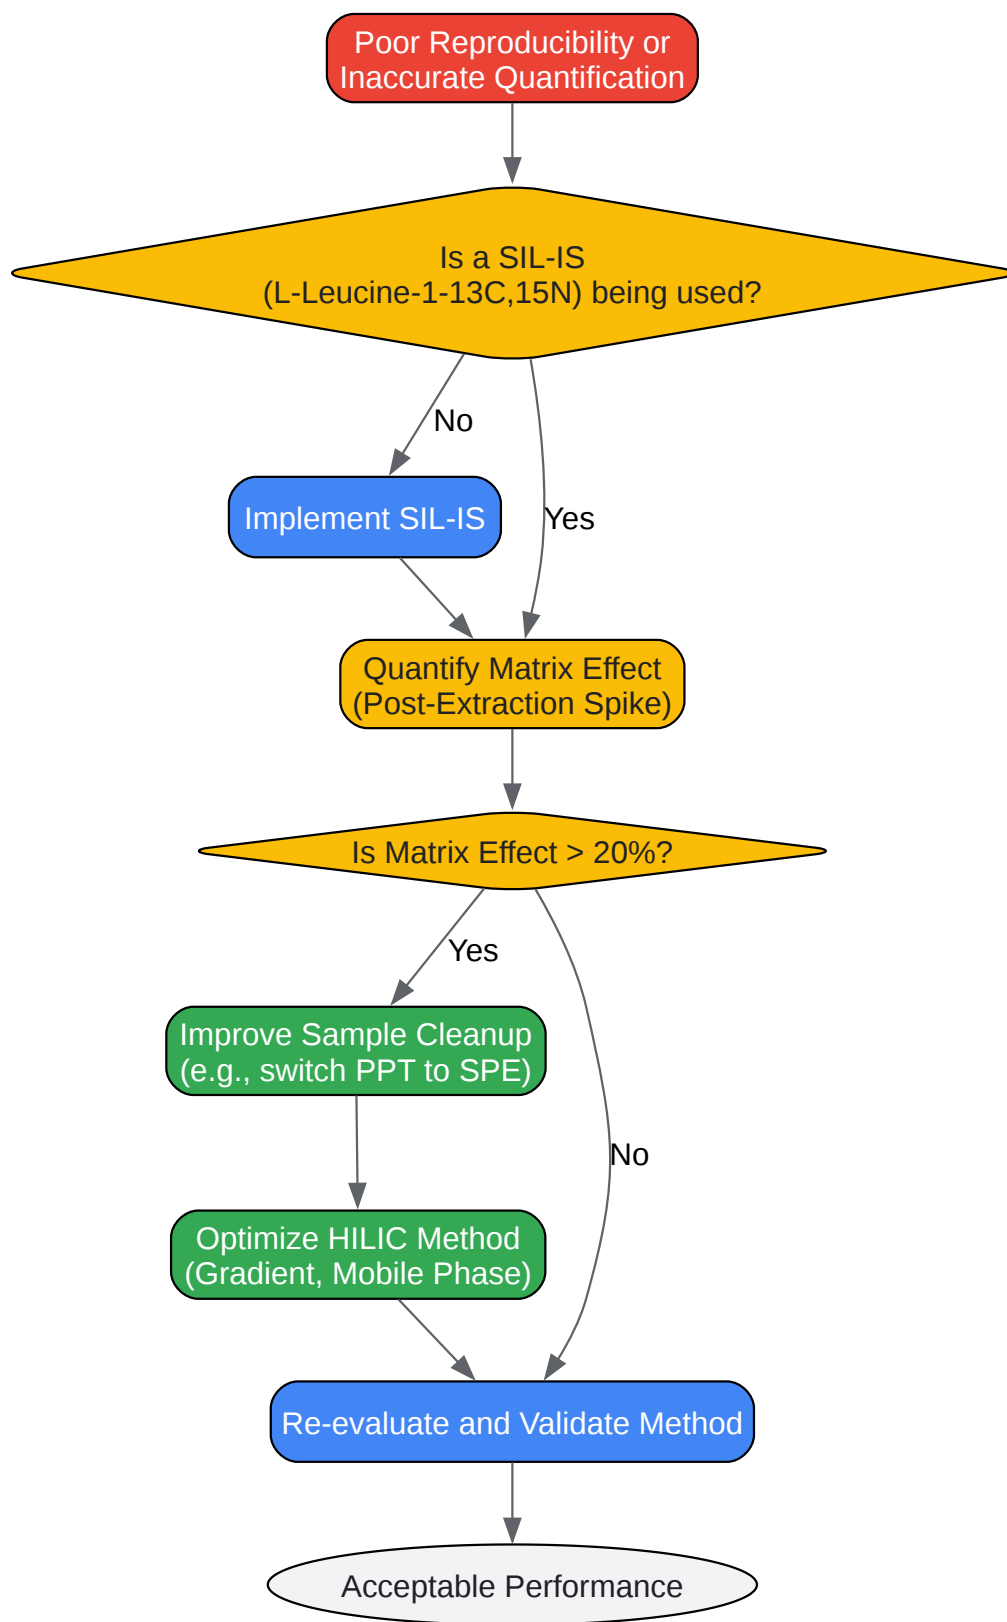 Poor Reproducibility or
Inaccurate Quantification
Is a SIL-IS
(L-Leucine-1-13C,15N) being used?
No
Implement SIL-IS
Yes
Quantify Matrix Effect
(Post-Extraction Spike)
Is Matrix Effect > 20%?
Yes
Improve Sample Cleanup
(e.g., switch PPT to SPE)
No
Optimize HILIC Method
(Gradient, Mobile Phase)
Re-evaluate and Validate Method
Acceptable Performance